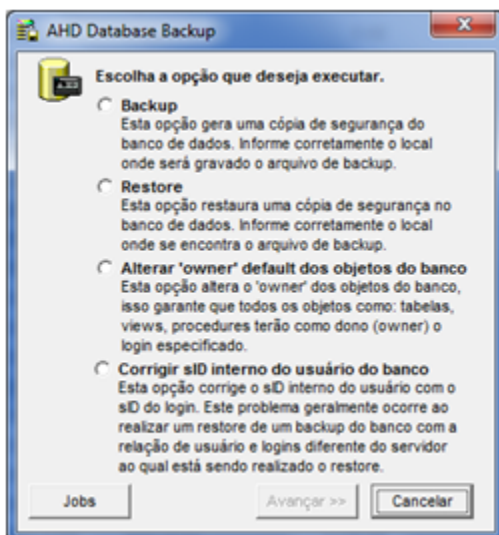 AHD Database Backup
Escolha a opção que deseja executar.
Backup
Esta opção gera uma cópia de segurança do
banco de dados. Informe corretamente o local
onde será gravado o arquivo de backup.
Restore
Esta opção restaura uma cópia de segurança no
banco de dados. Informe corretamente o local
onde se encontra o arquivo de backup.
Alterar 'owner' default dos objetos do banco
Esta opção altera o 'owner' dos objetos do banco,
isso garante que todos os objetos como: tabelas,
views, procedures terão como dono (owner) o
login especificado.
Corrigir sID interno do usuário do banco
Esta opção corrige o sID interno do usuário com o
sID do login. Este problema geralmente ocorre ao
realizar um restore de um backup do banco com a
relação de usuário e logins diferente do servidor
ao qual está sendo realizado o restore.
Jobs
Avançar >>
Cancelar